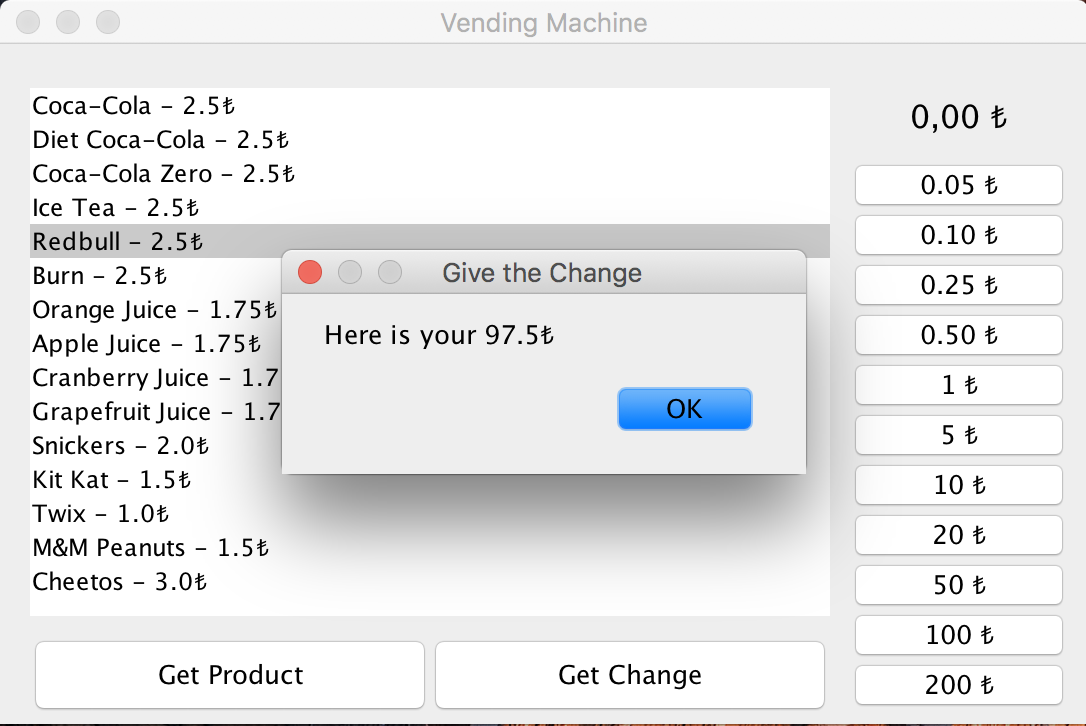 Vending Machine
Coca-Cola - 2.5₺
Diet Coca-Cola - 2.5₺
Coca-Cola Zero - 2.5₺
Ice Tea - 2.5₺
Redbull - 2.5₺
Burn - 2.5₺
Orange Juice - 1.75₺
Apple Juice - 1.75₺
Cranberry Juice - 1.7
Grapefruit Juice - 1.7
Snickers - 2.0₺
Kit Kat - 1.5₺
Twix - 1.0₺
M&M Peanuts - 1.5₺
Cheetos - 3.0₺
Give the Change
Here is your 97.5₺
OK
0,00 ₺
0.05 ₺
0.10 ₺
0.25 ₺
0.50 ₺
1 ₺
5 ₺
10 ₺
20 ₺
50 ₺
100 ₺
200 ₺
Get Product
Get Change